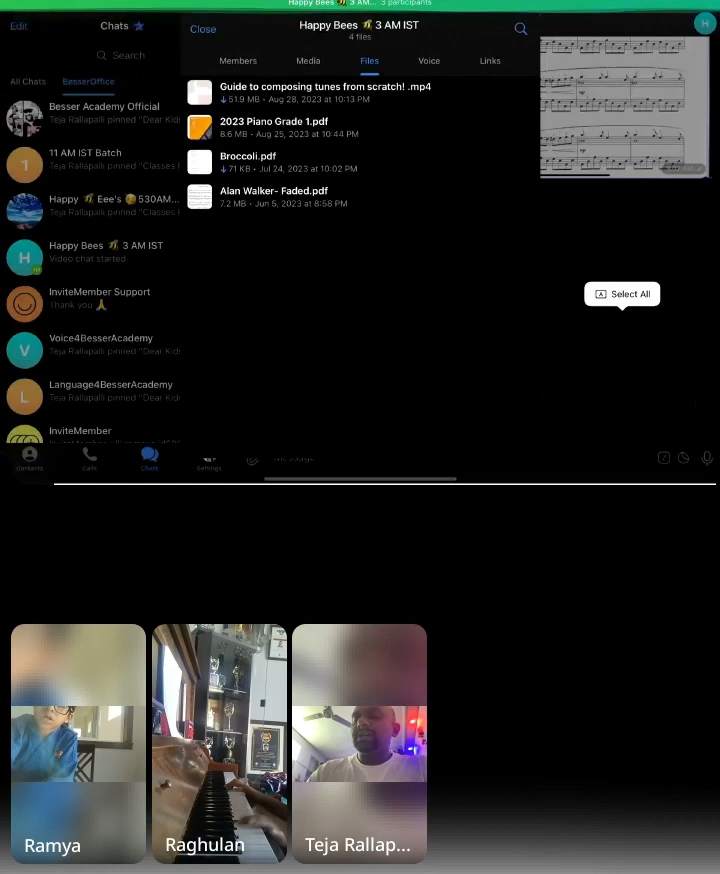 Happy Bees 🐝 3 AM... 3 participants
Edit
Chats
Happy Bees 🐝 3 AM IST
4 files
Close
H
Search
Members
Media
Files
Voice
Links
All Chats
BesserOffice
Guide to composing tunes from scratch! .mp4
51.9 MB • Aug 28, 2023 at 10:13 PM
2023 Piano Grade 1.pdf
8.6 MB • Aug 25, 2023 at 10:44 PM
Broccoli.pdf
71 KB • Jul 24, 2023 at 10:02 PM
Alan Walker- Faded.pdf
7.2 MB • Jun 5, 2023 at 8:58 PM
Besser Academy Official
Teja Rallapalli pinned "Dear Kids
1
11 AM IST Batch
Teja Rallapalli pinned "Classes F
Happy 🐝 Eee's 😘 530AM...
Teja Rallapalli pinned "Classes F
H
Happy Bees 🐝 3 AM IST
Video chat started
InviteMember Support
Thank you 🙏
V
Voice4BesserAcademy
Teja Rallapalli pinned "Dear Kids
L
Language4BesserAcademy
Teja Rallapalli pinned "Dear Kids
InviteMember
A Select All
Contacts
Calls
Chats
Settings
Message
Ramya
Raghulan
Teja Rallap...